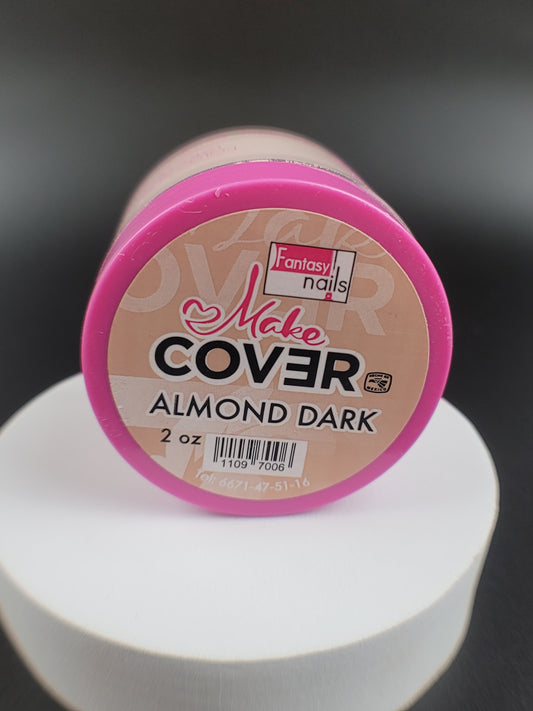 Fantasy
nails
Make
COVER
ALMOND DARK
2 oz
1109 7006
Tel: 6671-47-51-16